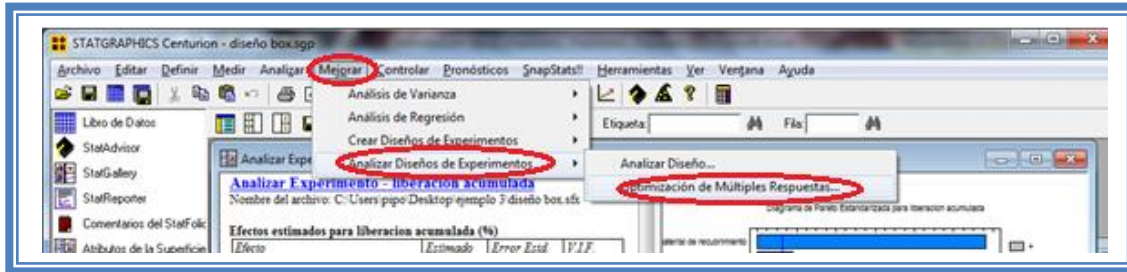 STATGRAPHICS Centurion - diseño box.sgp
Archivo Editar Definir Medir Analizar Mejorar Controlar Pronósticos SnapStats!! Herramientas Ver Ventana Ayuda
Análisis de Varianza
Análisis de Regresión
Crear Diseños de Experimentos
Analizar Diseños de Experimentos
Analizar Diseño...
Optimización de Múltiples Respuestas...
Etiqueta:
Fila:
Libro de Datos
StatAdvisor
StatGallery
StatReporter
Comentarios del StatFolio
Atributos de la Superficie
Analizar Expe
Analizar Experimento - liberacion acumulada
Nombre del archivo: C:\Users\pipo\Desktop\ejemplo 3 diseño box.sfx
Efectos estimados para liberacion acumulada (%)
Efecto Estimado Error Estd. V.I.F.
Diagrama de Pareto Estandarizada para liberacion acumulada
+